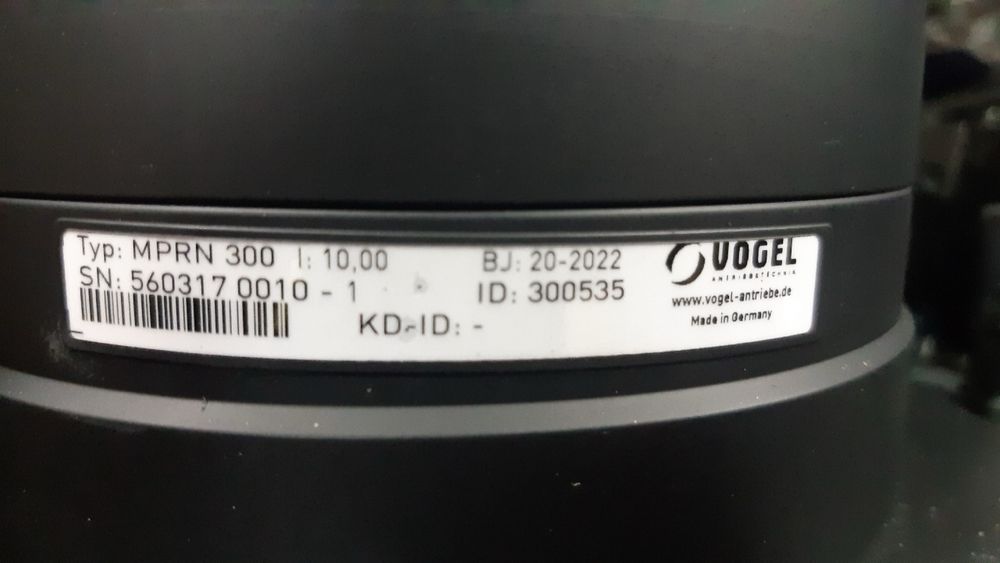 Typ: MPRN 300 I: 10,00 BJ: 20-2022
SN: 560317 0010 - 1 ID: 300535
KD-ID: -
VOGEL
ANTRIEBSTECHNIK
www.vogel-antriebe.de
Made in Germany